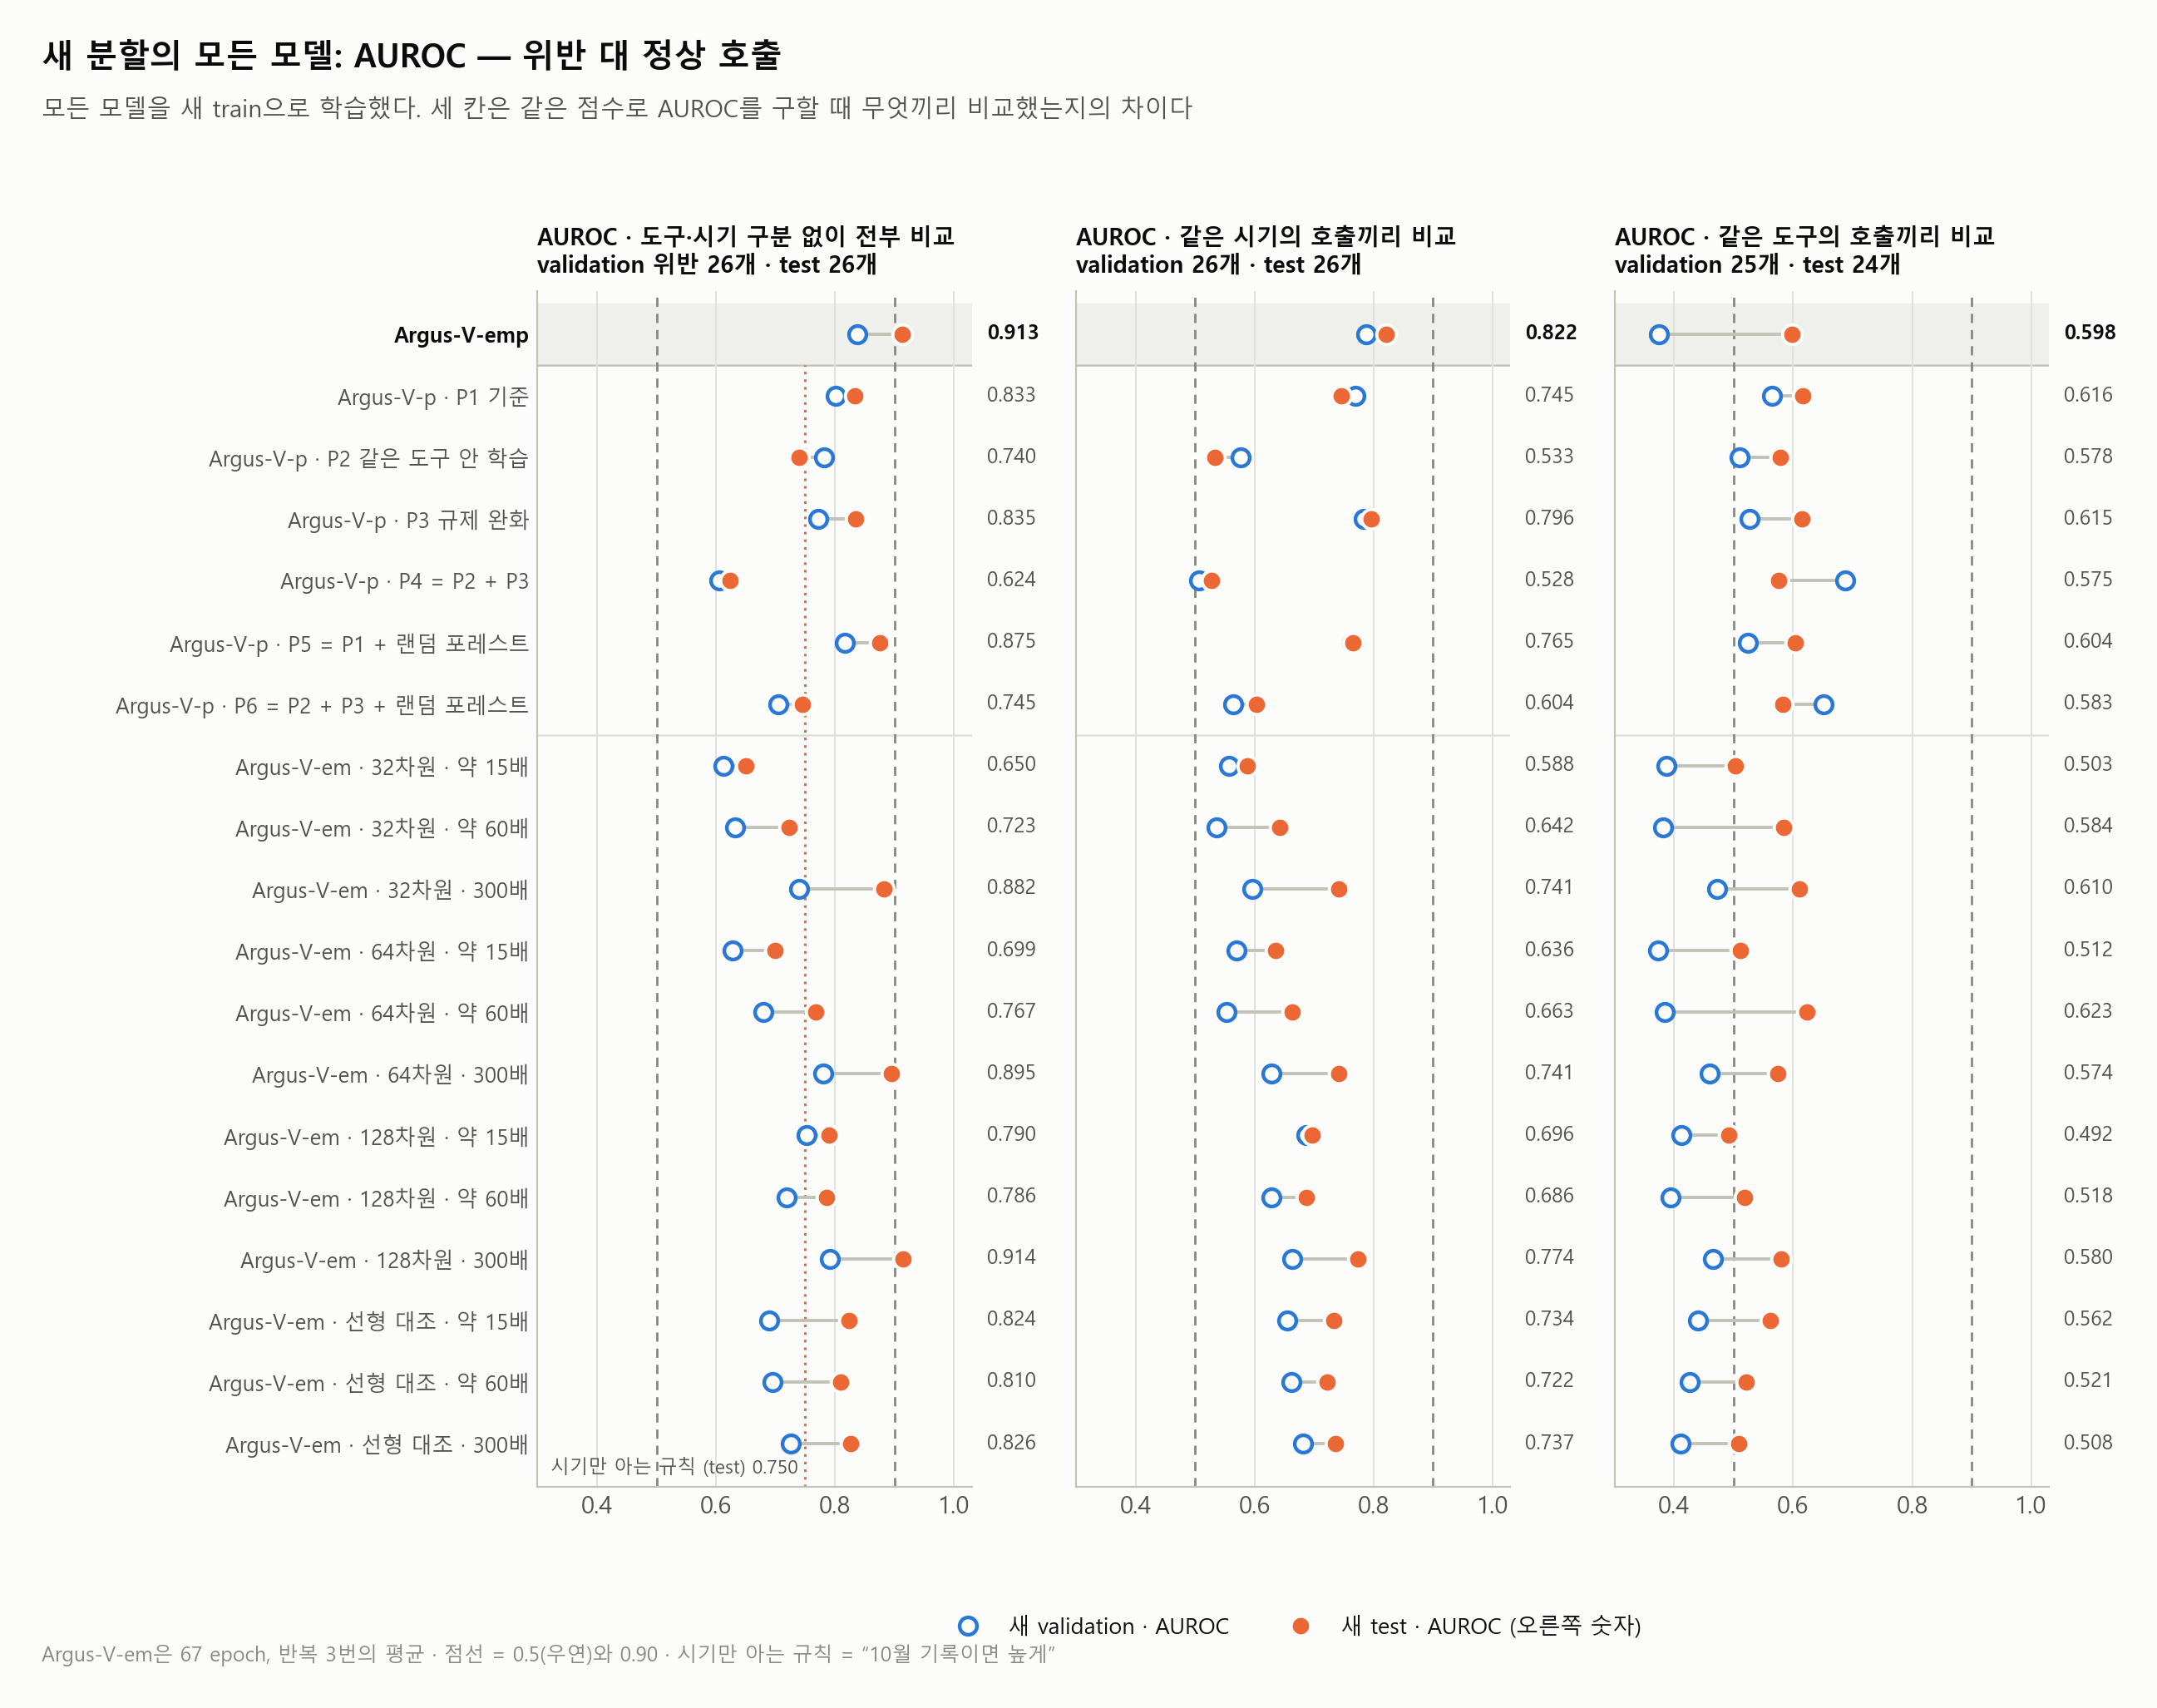 새 분할의 모든 모델: AUROC — 위반 대 정상 호출
모든 모델을 새 train으로 학습했다. 세 칸은 같은 점수로 AUROC를 구할 때 무엇끼리 비교했는지의 차이다
AUROC · 도구·시기 구분 없이 전부 비교
validation 위반 26개 · test 26개
AUROC · 같은 시기의 호출끼리 비교
validation 26개 · test 26개
AUROC · 같은 도구의 호출끼리 비교
validation 25개 · test 24개
Argus-V-emp 0.913 0.822 0.598
Argus-V-p · P1 기준 0.833 0.745 0.616
Argus-V-p · P2 같은 도구 안 학습 0.740 0.533 0.578
Argus-V-p · P3 규제 완화 0.835 0.796 0.615
Argus-V-p · P4 = P2 + P3 0.624 0.528 0.575
Argus-V-p · P5 = P1 + 랜덤 포레스트 0.875 0.765 0.604
Argus-V-p · P6 = P2 + P3 + 랜덤 포레스트 0.745 0.604 0.583
Argus-V-em · 32차원 · 약 15배 0.650 0.588 0.503
Argus-V-em · 32차원 · 약 60배 0.723 0.642 0.584
Argus-V-em · 32차원 · 300배 0.882 0.741 0.610
Argus-V-em · 64차원 · 약 15배 0.699 0.636 0.512
Argus-V-em · 64차원 · 약 60배 0.767 0.663 0.623
Argus-V-em · 64차원 · 300배 0.895 0.741 0.574
Argus-V-em · 128차원 · 약 15배 0.790 0.696 0.492
Argus-V-em · 128차원 · 약 60배 0.786 0.686 0.518
Argus-V-em · 128차원 · 300배 0.914 0.774 0.580
Argus-V-em · 선형 대조 · 약 15배 0.824 0.734 0.562
Argus-V-em · 선형 대조 · 약 60배 0.810 0.722 0.521
Argus-V-em · 선형 대조 · 300배 0.826 0.737 0.508
시기만 아는 규칙 (test) 0.750
0.4 0.6 0.8 1.0 0.4 0.6 0.8 1.0 0.4 0.6 0.8 1.0
새 validation · AUROC 새 test · AUROC (오른쪽 숫자)
Argus-V-em은 67 epoch, 반복 3번의 평균 · 점선 = 0.5(우연)와 0.90 · 시기만 아는 규칙 = “10월 기록이면 높게”